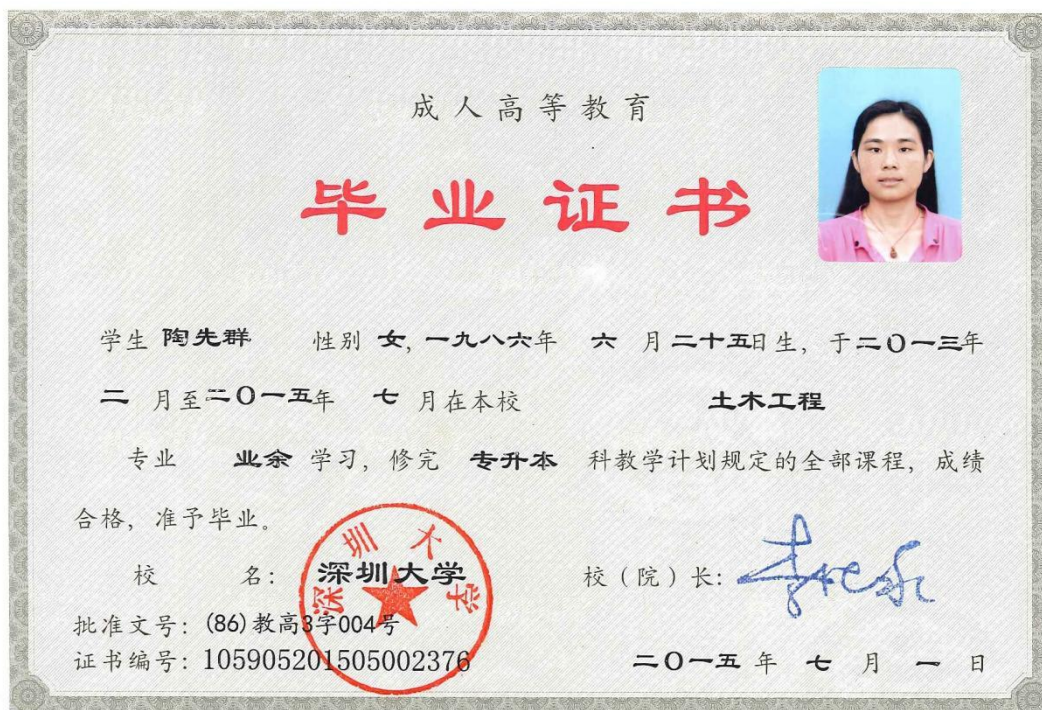 成人高等教育
毕业证书
学生 陶先群 性别 女, 一九八六年 六 月二十五日生, 于二〇一三年
二 月至二〇一五年 七 月在本校 土木工程
专业 业余 学习, 修完 专升本 科教学计划规定的全部课程, 成绩
合格, 准予毕业。
校 名: 深圳大学
深圳大学
校（院）长:
批准文号: (86)教高3字004号
证书编号: 105905201505002376
二〇一五 年 七 月 一 日